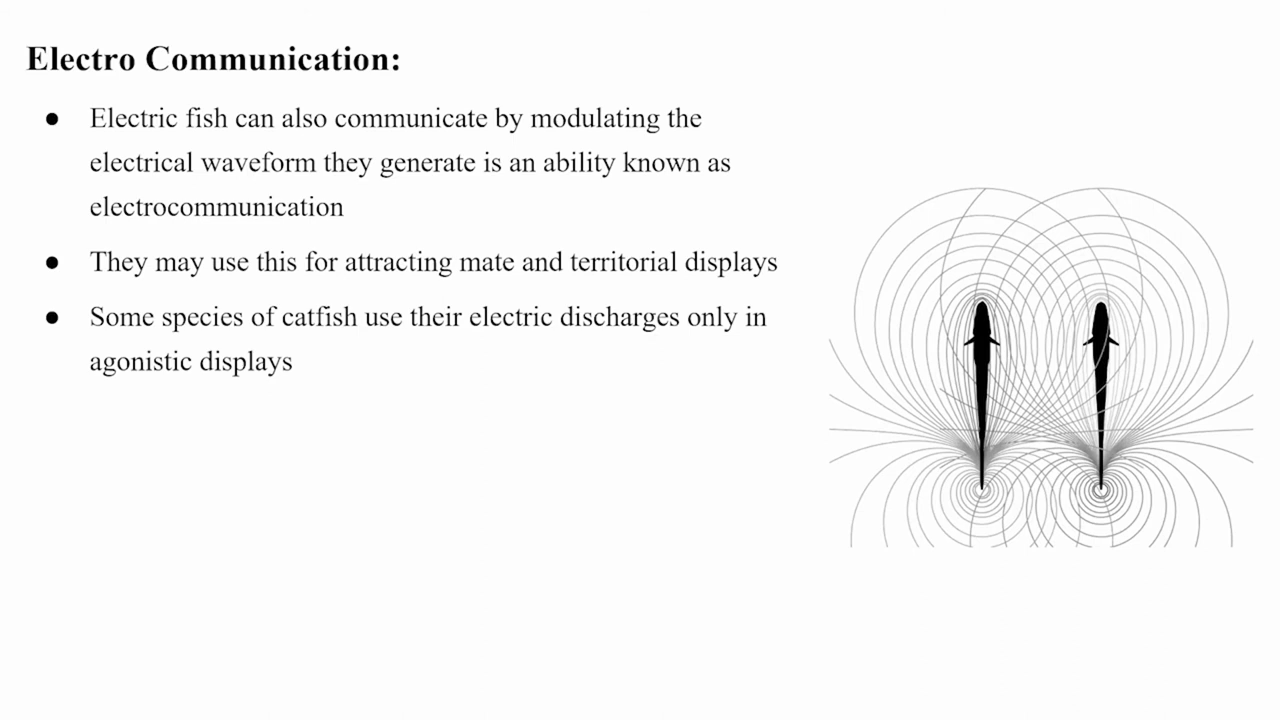 Electro Communication:
● Electric fish can also communicate by modulating the
electrical waveform they generate is an ability known as
electrocommunication
● They may use this for attracting mate and territorial displays
● Some species of catfish use their electric discharges only in
agonistic displays